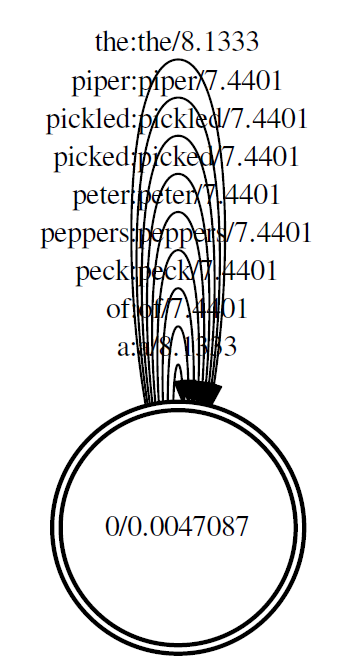 the:the/8.1333
piper:piper/7.4401
pickled:pickled/7.4401
picked:picked/7.4401
peter:peter/7.4401
peppers:peppers/7.4401
peck:peck/7.4401
of:of/7.4401
a:a/8.1333
0/0.0047087